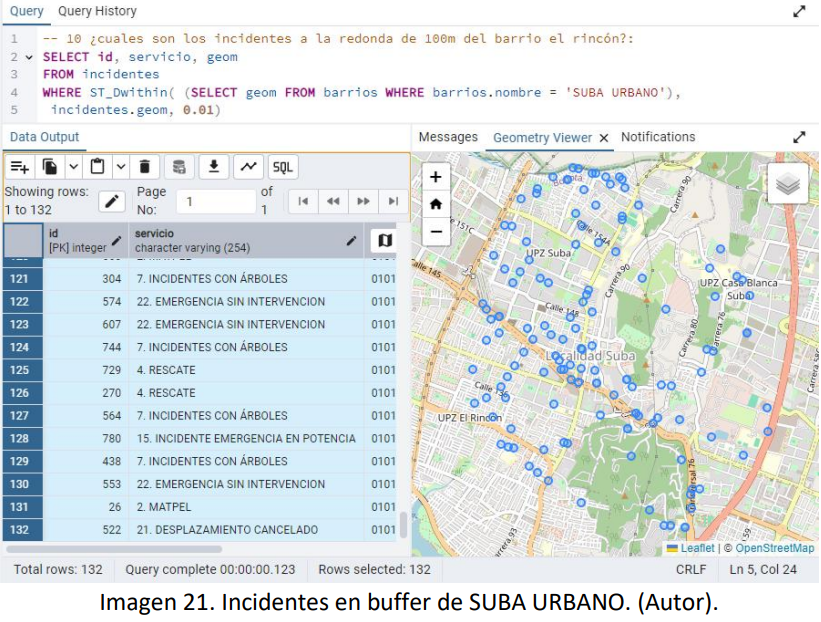 Query Query History
1 -- 10 ¿cuales son los incidentes a la redonda de 100m del barrio el rincón?:
2 SELECT id, servicio, geom
3 FROM incidentes
4 WHERE ST_Dwithin( (SELECT geom FROM barrios WHERE barrios.nombre = 'SUBA URBANO'),
5 incidentes.geom, 0.01)
Data Output
Messages Geometry Viewer Notifications
SQL
Showing rows: 1 to 132
Page No: 1 of 1
id
[PK] integer
servicio
character varying (254)
121 304 7. INCIDENTES CON ÁRBOLES 0101
122 574 22. EMERGENCIA SIN INTERVENCION 0101
123 607 22. EMERGENCIA SIN INTERVENCION 0101
124 744 7. INCIDENTES CON ÁRBOLES 0101
125 729 4. RESCATE 0101
126 270 4. RESCATE 0101
127 564 7. INCIDENTES CON ÁRBOLES 0101
128 780 15. INCIDENTE EMERGENCIA EN POTENCIA 0101
129 438 7. INCIDENTES CON ÁRBOLES 0101
130 553 22. EMERGENCIA SIN INTERVENCION 0101
131 26 2. MATPEL 0101
132 522 21. DESPLAZAMIENTO CANCELADO 0101
+
−
Carrera 90
151C
154A
UPZ Suba
Calle 145
Carrera 90
UPZ Casa Blanca Suba
Calle 148
Carrera 80
Carrera 76
Localidad Suba
Calle
UPZ El Rincón
Carrera 93
Leaflet | © OpenStreetMap
Total rows: 132 Query complete 00:00:00.123 Rows selected: 132 CRLF Ln 5, Col 24
Imagen 21. Incidentes en buffer de SUBA URBANO. (Autor).